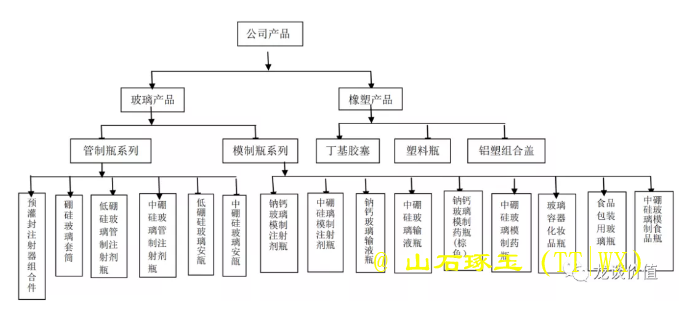 公司产品
玻璃产品
橡塑产品
管制瓶系列
模制瓶系列
丁基胶塞
塑料瓶
铝塑组合盖
预灌封注射器组合件
硼硅玻璃套筒
低硼硅玻璃管制注射剂瓶
中硼硅玻璃管制注射剂瓶
低硼硅玻璃安瓿
中硼硅玻璃安瓿
钠钙玻璃模制注射剂瓶
中硼硅玻璃模制注射剂瓶
钠钙玻璃输液瓶
中硼硅玻璃输液瓶
钠钙玻璃模制药瓶(棕色)
中硼硅玻璃模制药瓶
玻璃容器化妆品瓶
食品包装用玻璃瓶
中硼硅玻璃模制食品瓶
@ 山石琢玉 (TT|WX)
龙谈价值